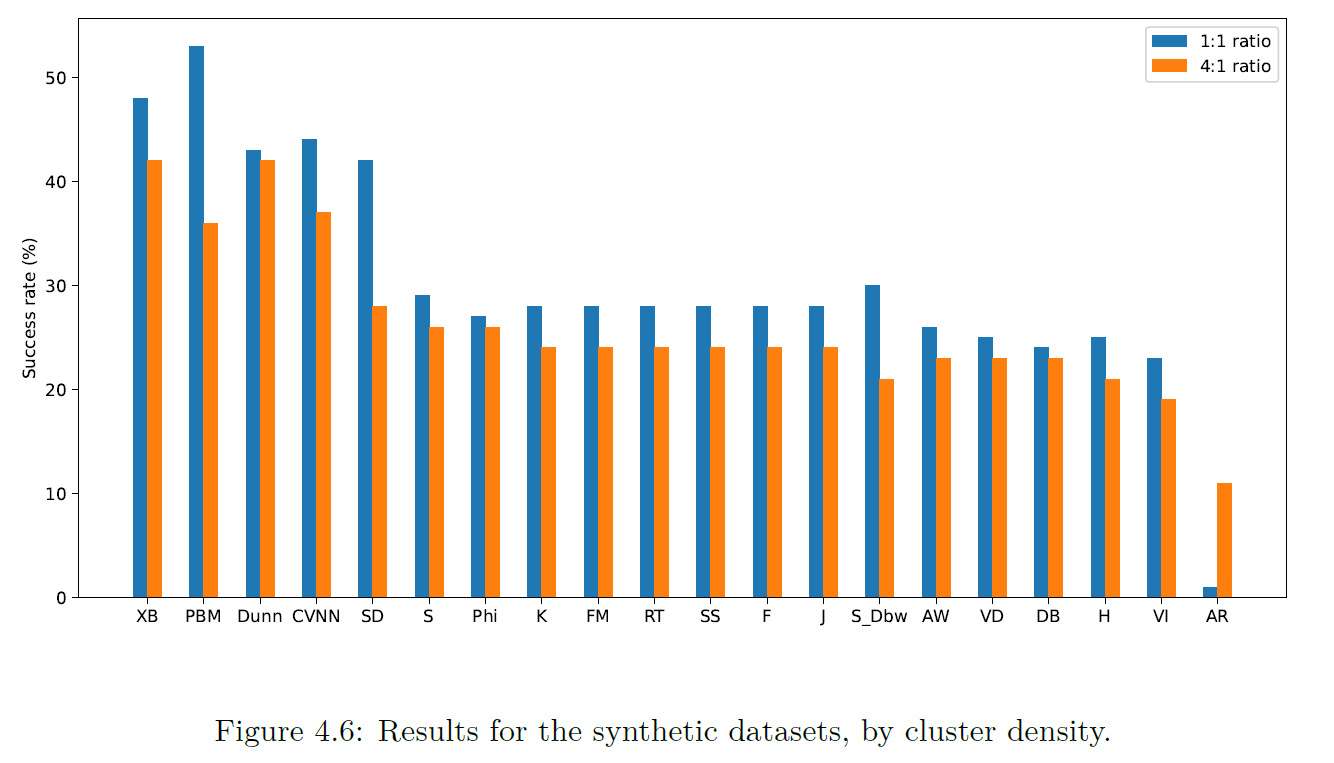 1:1 ratio
4:1 ratio
Success rate (%)
50
40
30
20
10
0
XB PBM Dunn CVNN SD S Phi K FM RT SS F J S_Dbw AW VD DB H VI AR
Figure 4.6: Results for the synthetic datasets, by cluster density.